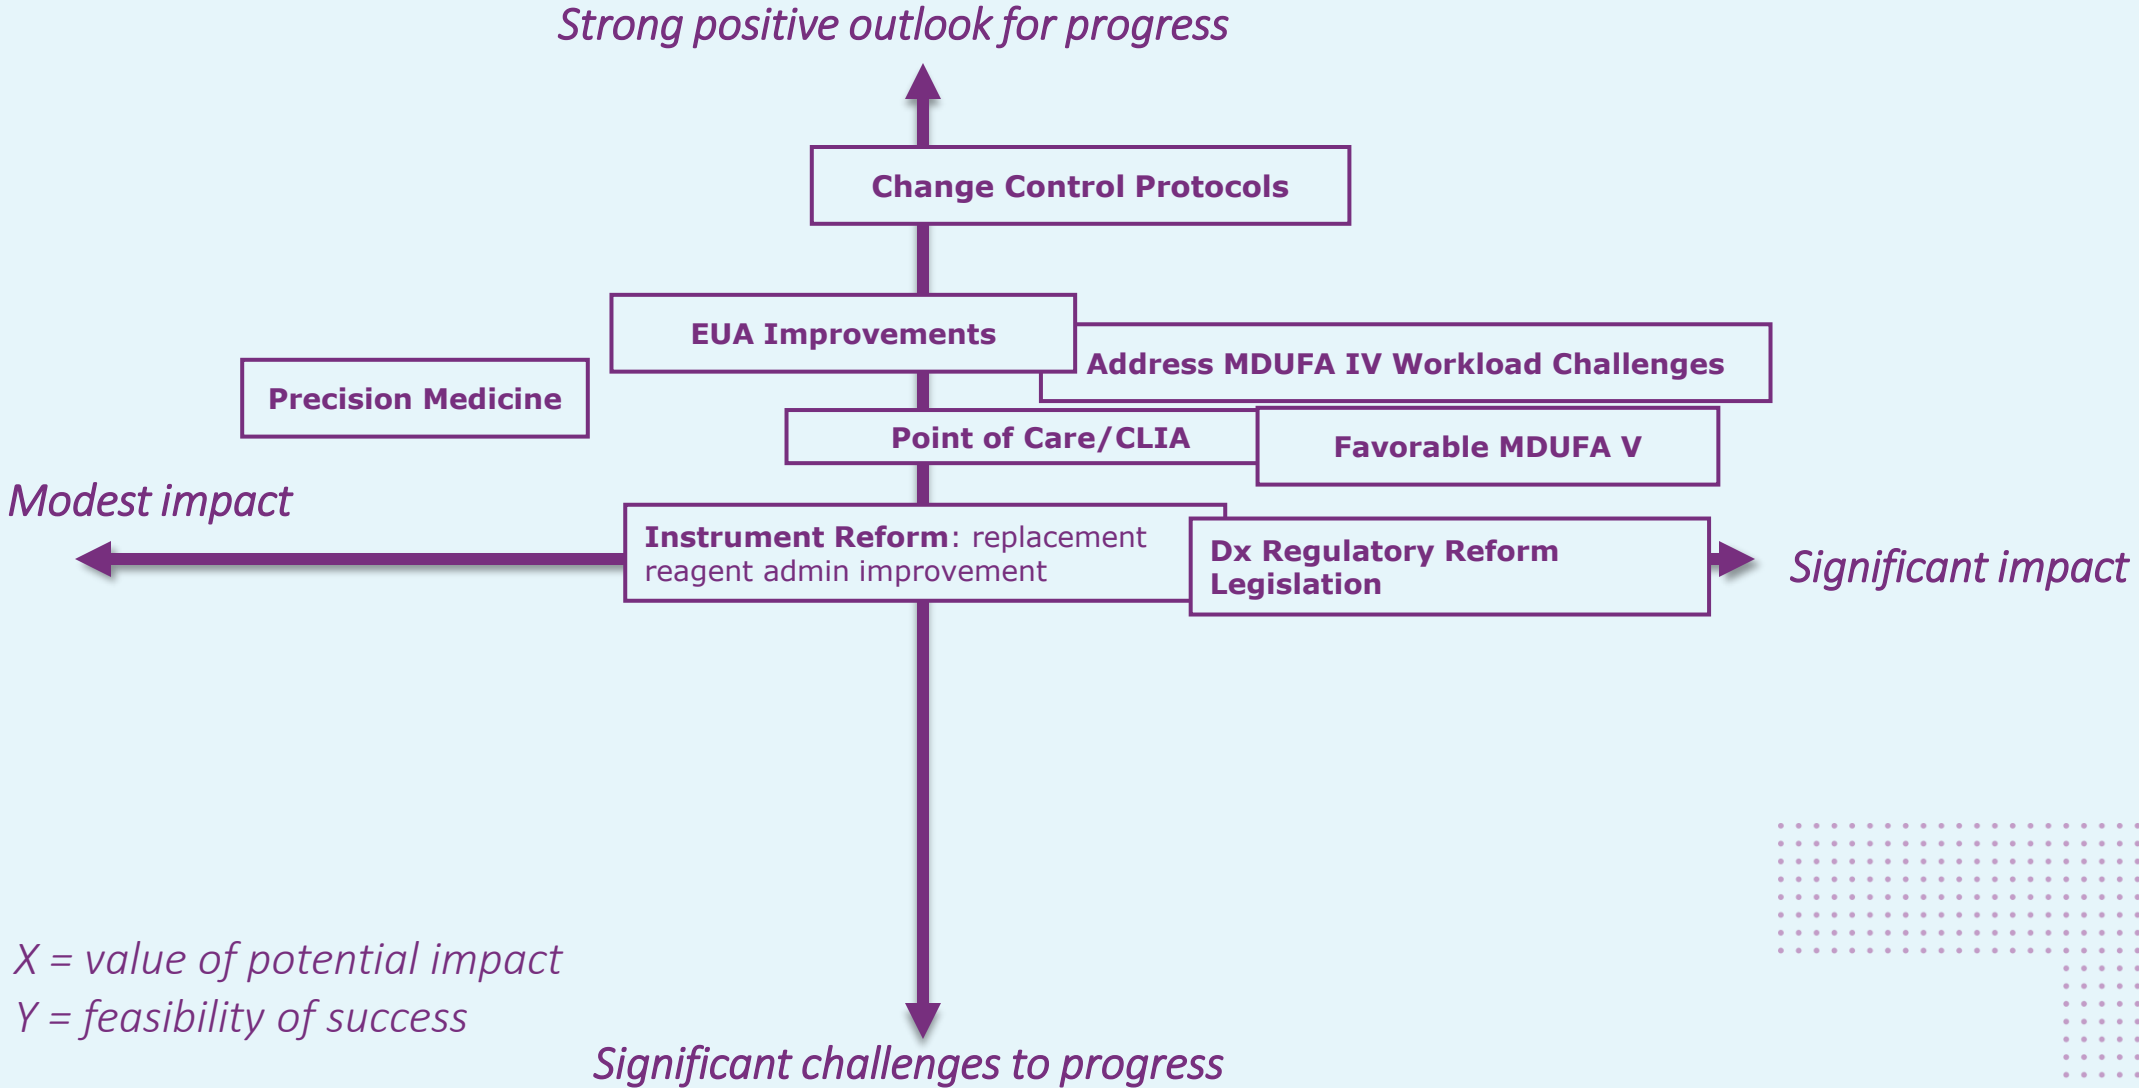 Strong positive outlook for progress
Change Control Protocols
EUA Improvements
Address MDUFA IV Workload Challenges
Precision Medicine
Point of Care/CLIA
Favorable MDUFA V
Modest impact
Instrument Reform: replacement
reagent admin improvement
Dx Regulatory Reform
Legislation
Significant impact
X = value of potential impact
Y = feasibility of success
Significant challenges to progress